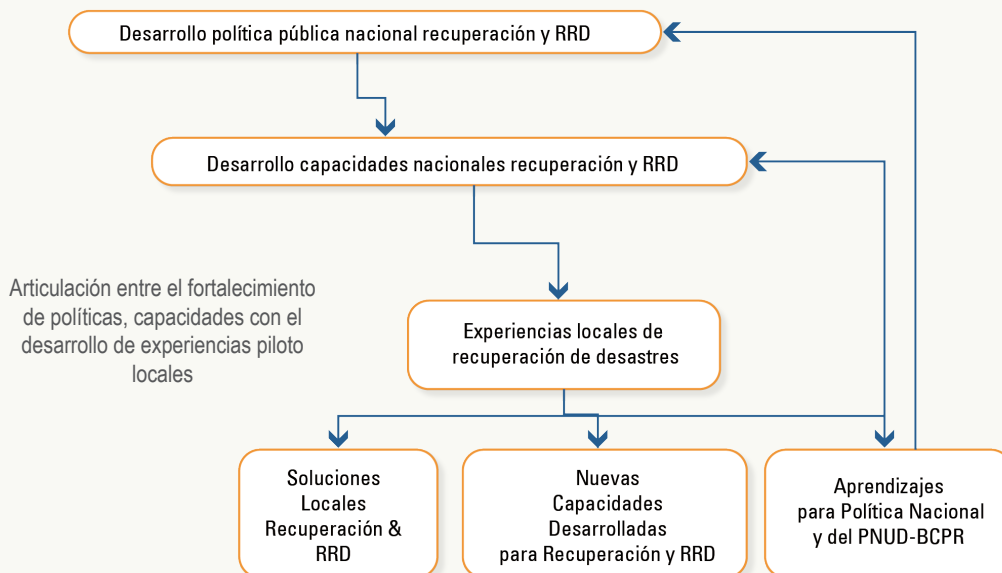 Desarrollo política pública nacional recuperación y RRD
Desarrollo capacidades nacionales recuperación y RRD
Articulación entre el fortalecimiento
de políticas, capacidades con el
desarrollo de experiencias piloto
locales
Experiencias locales de
recuperación de desastres
Soluciones
Locales
Recuperación &
RRD
Nuevas
Capacidades
Desarrolladas
para Recuperación y RRD
Aprendizajes
para Política Nacional
y del PNUD-BCPR